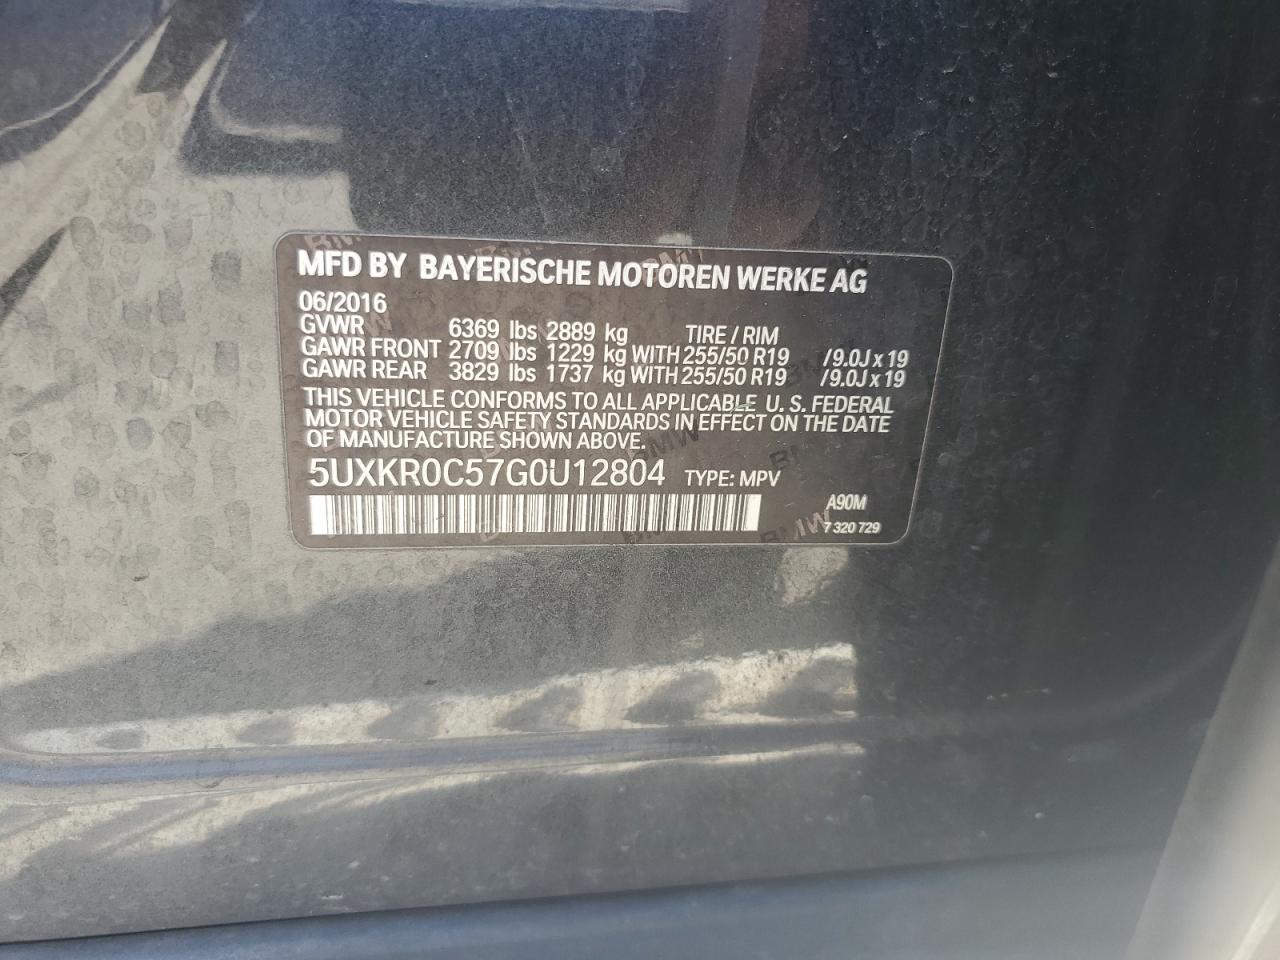 MFD BY BAYERISCHE MOTOREN WERKE AG
06/2016
GVWR 6369 lbs 2889 kg TIRE / RIM
GAWR FRONT 2709 lbs 1229 kg WITH 255/50 R19 /9.0J x 19
GAWR REAR 3829 lbs 1737 kg WITH 255/50 R19 /9.0J x 19
THIS VEHICLE CONFORMS TO ALL APPLICABLE U. S. FEDERAL
MOTOR VEHICLE SAFETY STANDARDS IN EFFECT ON THE DATE
OF MANUFACTURE SHOWN ABOVE.
5UXKR0C57G0U12804 TYPE: MPV
A90M
7 320 729